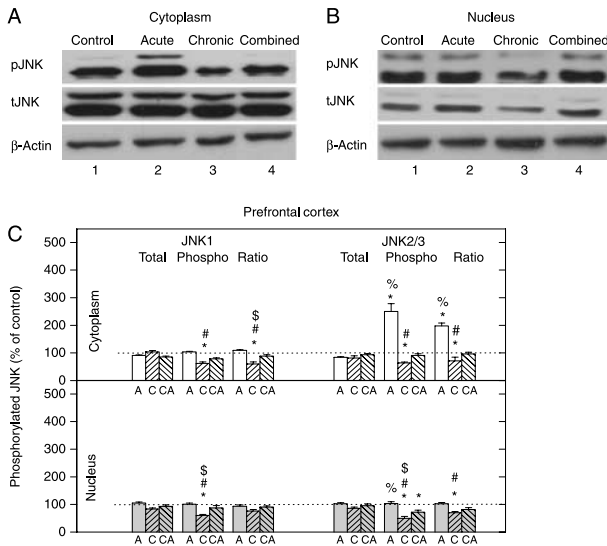 A Cytoplasm
Control Acute Chronic Combined
pJNK
tJNK
β-Actin
1 2 3 4
B Nucleus
Control Acute Chronic Combined
pJNK
tJNK
β-Actin
1 2 3 4
Prefrontal cortex
C
Phosphorylated JNK (% of control)
Cytoplasm
500
400
300
200
100
0
JNK1 JNK2/3
Total Phospho Ratio Total Phospho Ratio
# *
$ # *
% *
# *
% *
# *
A C CA A C CA A C CA A C CA A C CA A C CA
Nucleus
500
400
300
200
100
0
$ # *
%
$ # *
*
# *
A C CA A C CA A C CA A C CA A C CA A C CA